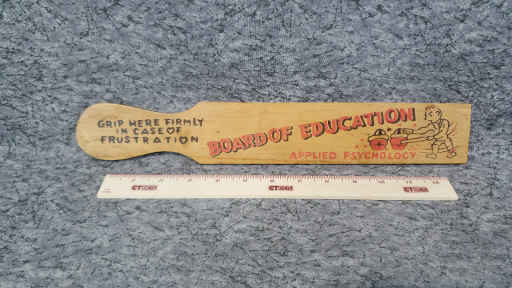 GRIP HERE FIRMLY
IN CASE OF
FRUSTRATION
BOARD OF EDUCATION
APPLIED PSYCHOLOGY